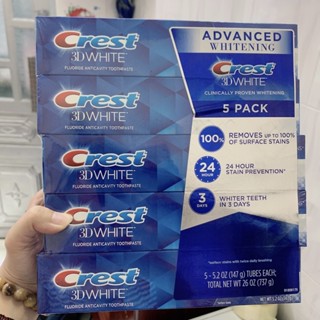 Crest
3D WHITE
FLUORIDE ANTICAVITY TOOTHPASTE
Crest
3D WHITE
FLUORIDE ANTICAVITY TOOTHPASTE
Crest
3D WHITE
FLUORIDE ANTICAVITY TOOTHPASTE
Crest
3D WHITE
FLUORIDE ANTICAVITY TOOTHPASTE
Crest
3D WHITE
FLUORIDE ANTICAVITY TOOTHPASTE
ADVANCED
WHITENING
Crest
3D WHITE
CLINICALLY PROVEN WHITENING
5 PACK
100%
REMOVES UP TO 100%
OF SURFACE STAINS
24
HOUR
24 HOUR
STAIN PREVENTION*
3
DAYS
WHITER TEETH
IN 3 DAYS
5 - 5.2 OZ (147 g) TUBES EACH;
TOTAL NET WT 26 OZ (737 g)